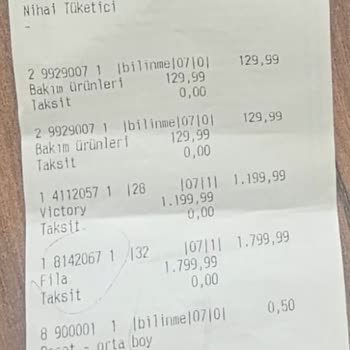 Nihai Tüketici
-
2 9929007 1 |bilinme|07|0| 129,99
Bakım ürünleri 129,99
Taksit 0,00
2 9929007 1 |bilinme|07|0| 129,99
Bakım ürünleri 129,99
Taksit 0,00
1 4112057 1 |28 |07|1| 1.199,99
Victory 1.199,99
Taksit 0,00
1 8142067 1 |32 |07|1| 1.799,99
Fila 1.799,99
Taksit 0,00
8 900001 1 |bilinme|07|0| 0,50
- orta boy